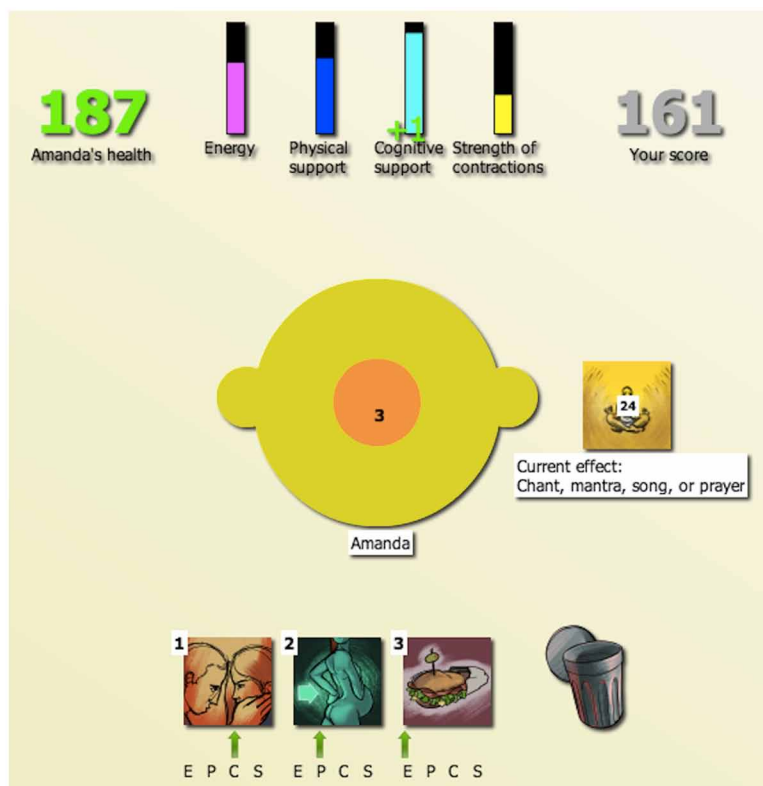 187
Amanda's health
Energy
Physical
support
+1
Cognitive
support
Strength of
contractions
161
Your score
3
24
Current effect:
Chant, mantra, song, or prayer
Amanda
1
2
3
E P C S
E P C S
E P C S